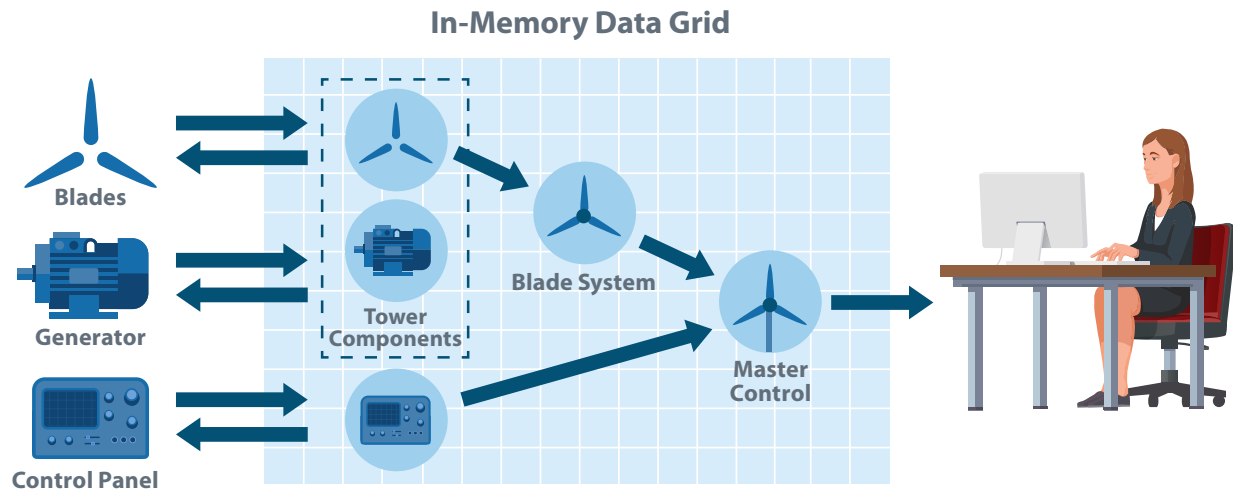 In-Memory Data Grid
Blades
Generator
Control Panel
Tower
Components
Blade System
Master
Control